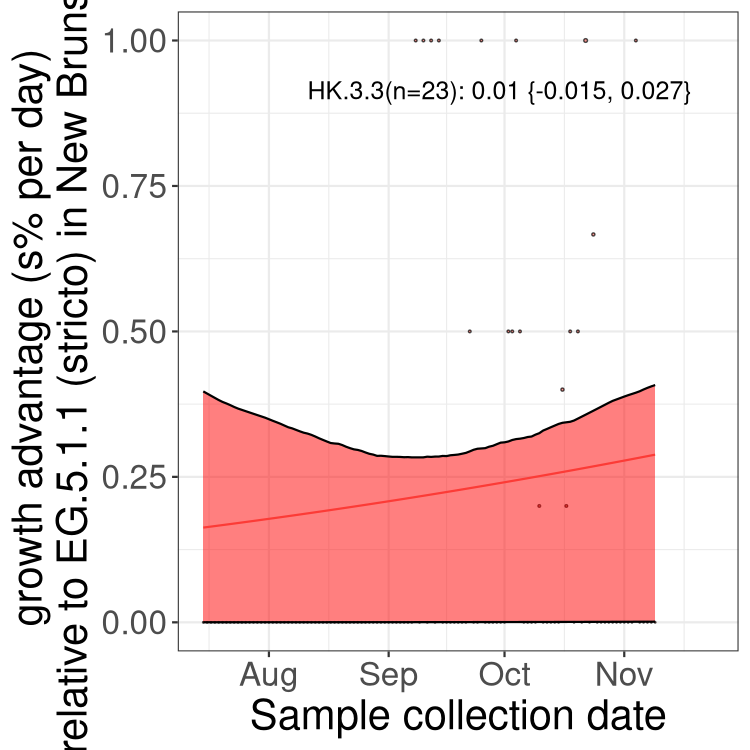 growth advantage (s% per day)
relative to EG.5.1.1 (stricto) in New Bruns
1.00
0.75
0.50
0.25
0.00
HK.3.3(n=23): 0.01 {-0.015, 0.027}
Aug Sep Oct Nov
Sample collection date